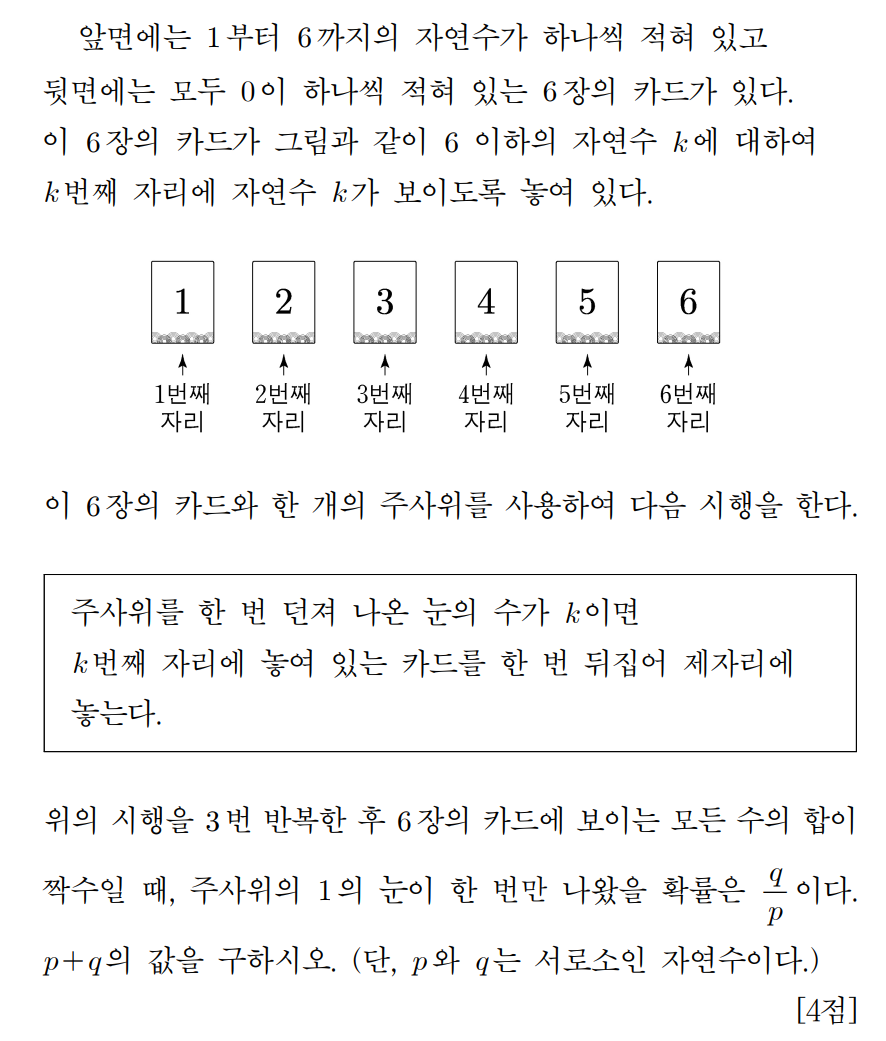 앞면에는 1부터 6까지의 자연수가 하나씩 적혀 있고
뒷면에는 모두 0이 하나씩 적혀 있는 6장의 카드가 있다.
이 6장의 카드가 그림과 같이 6 이하의 자연수 k에 대하여
k번째 자리에 자연수 k가 보이도록 놓여 있다.
1 2 3 4 5 6
1번째 2번째 3번째 4번째 5번째 6번째
자리 자리 자리 자리 자리 자리
이 6장의 카드와 한 개의 주사위를 사용하여 다음 시행을 한다.
주사위를 한 번 던져 나온 눈의 수가 k이면
k번째 자리에 놓여 있는 카드를 한 번 뒤집어 제자리에
놓는다.
위의 시행을 3번 반복한 후 6장의 카드에 보이는 모든 수의 합이
짝수일 때, 주사위의 1의 눈이 한 번만 나왔을 확률은 q/p이다.
p+q의 값을 구하시오. (단, p와 q는 서로소인 자연수이다.)
[4점]